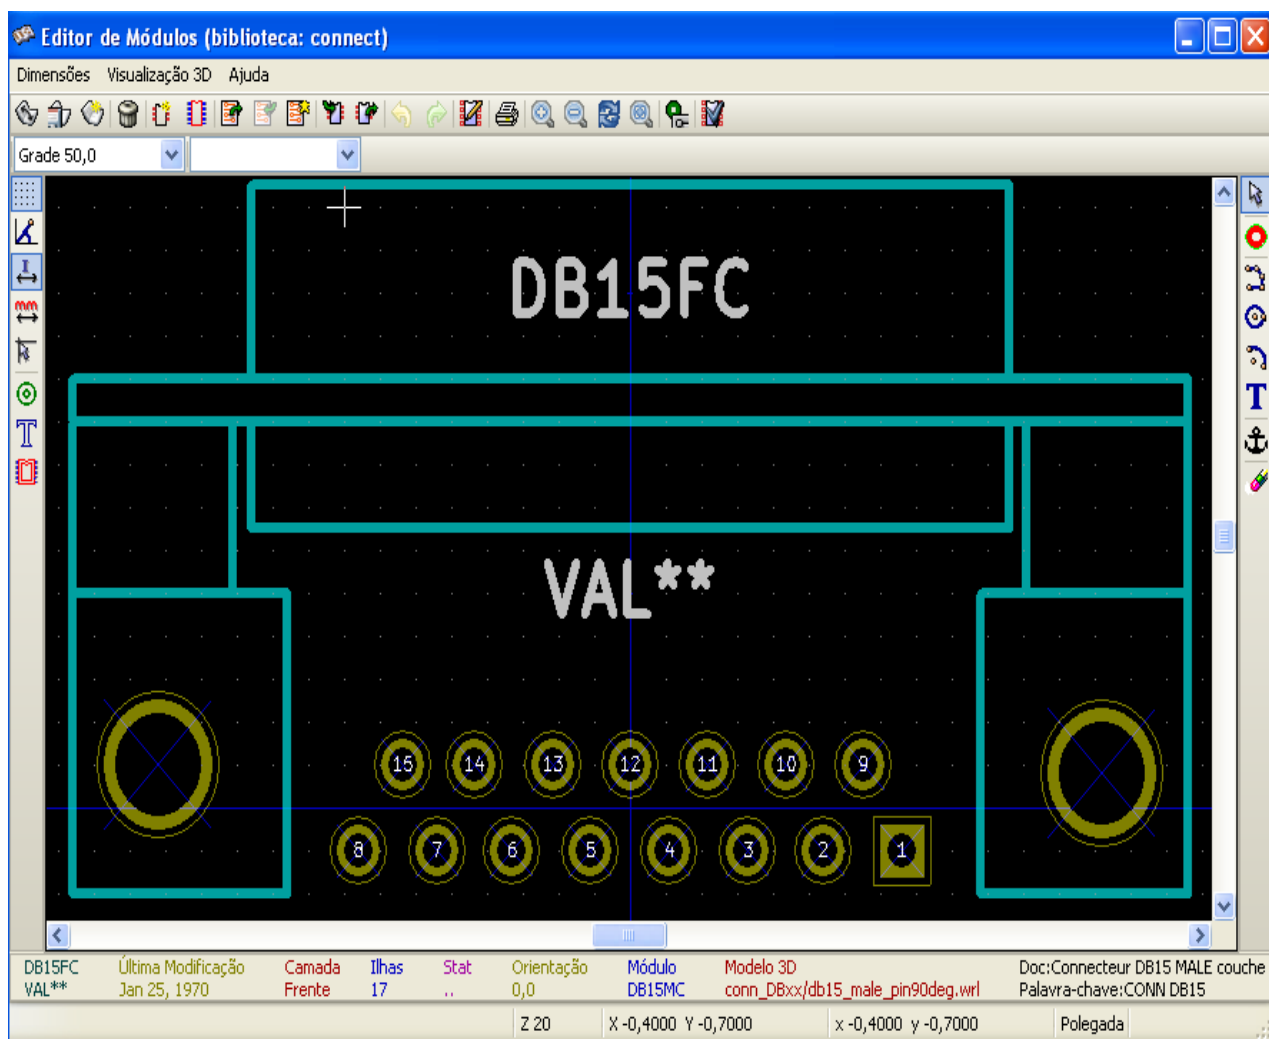 Editor de Módulos (biblioteca: connect)
Dimensões Visualização 3D Ajuda
Grade 50,0
DB15FC
VAL**
15 14 13 12 11 10 9
8 7 6 5 4 3 2 1
DB15FC Última Modificação Camada Ilhas Stat Orientação Módulo Modelo 3D Doc:Connecteur DB15 MALE couche
VAL** Jan 25, 1970 Frente 17 .. 0,0 DB15MC conn_DBxx/db15_male_pin90deg.wrl Palavra-chave:CONN DB15
Z 20 X -0,4000 Y -0,7000 x -0,4000 y -0,7000 Polegada